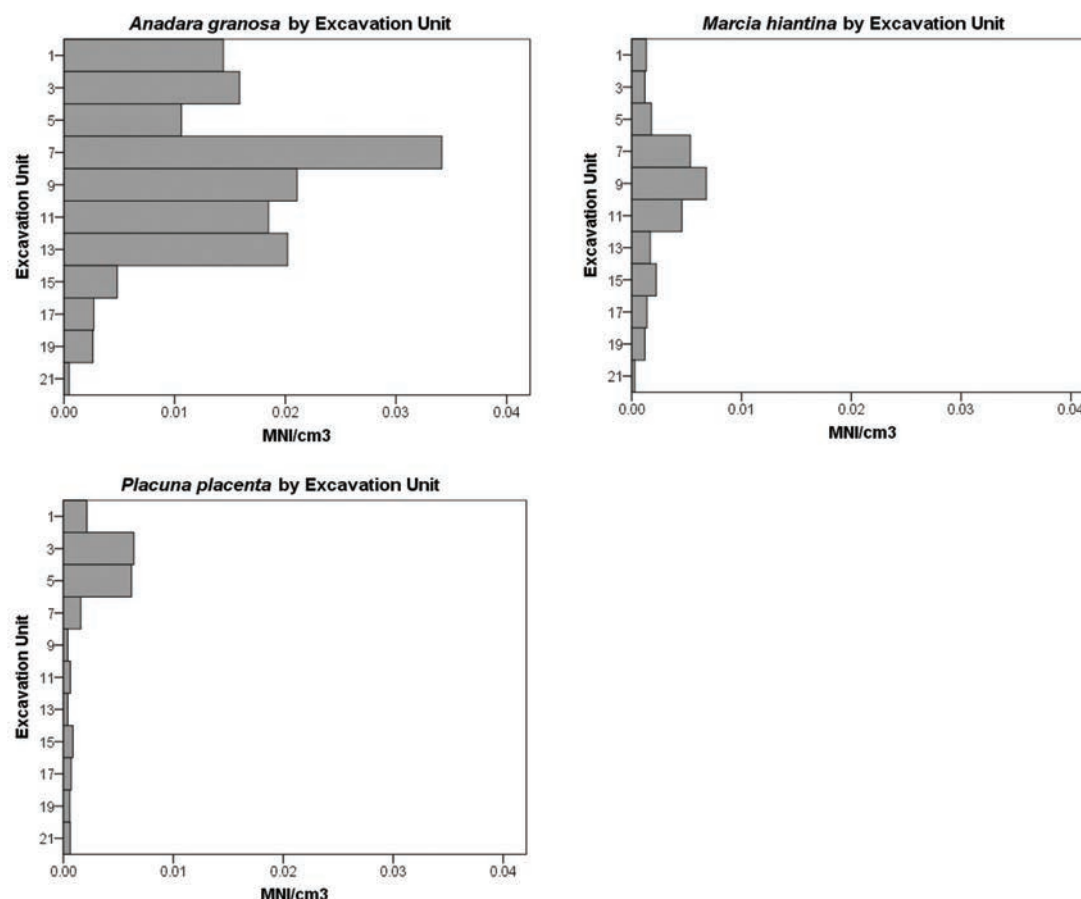 Anadara granosa by Excavation Unit
Excavation Unit
1
3
5
7
9
11
13
15
17
19
21
0.00 0.01 0.02 0.03 0.04
MNI/cm3
Marcia hiantina by Excavation Unit
Excavation Unit
1
3
5
7
9
11
13
15
17
19
21
0.00 0.01 0.02 0.03 0.04
MNI/cm3
Placuna placenta by Excavation Unit
Excavation Unit
1
3
5
7
9
11
13
15
17
19
21
0.00 0.01 0.02 0.03 0.04
MNI/cm3